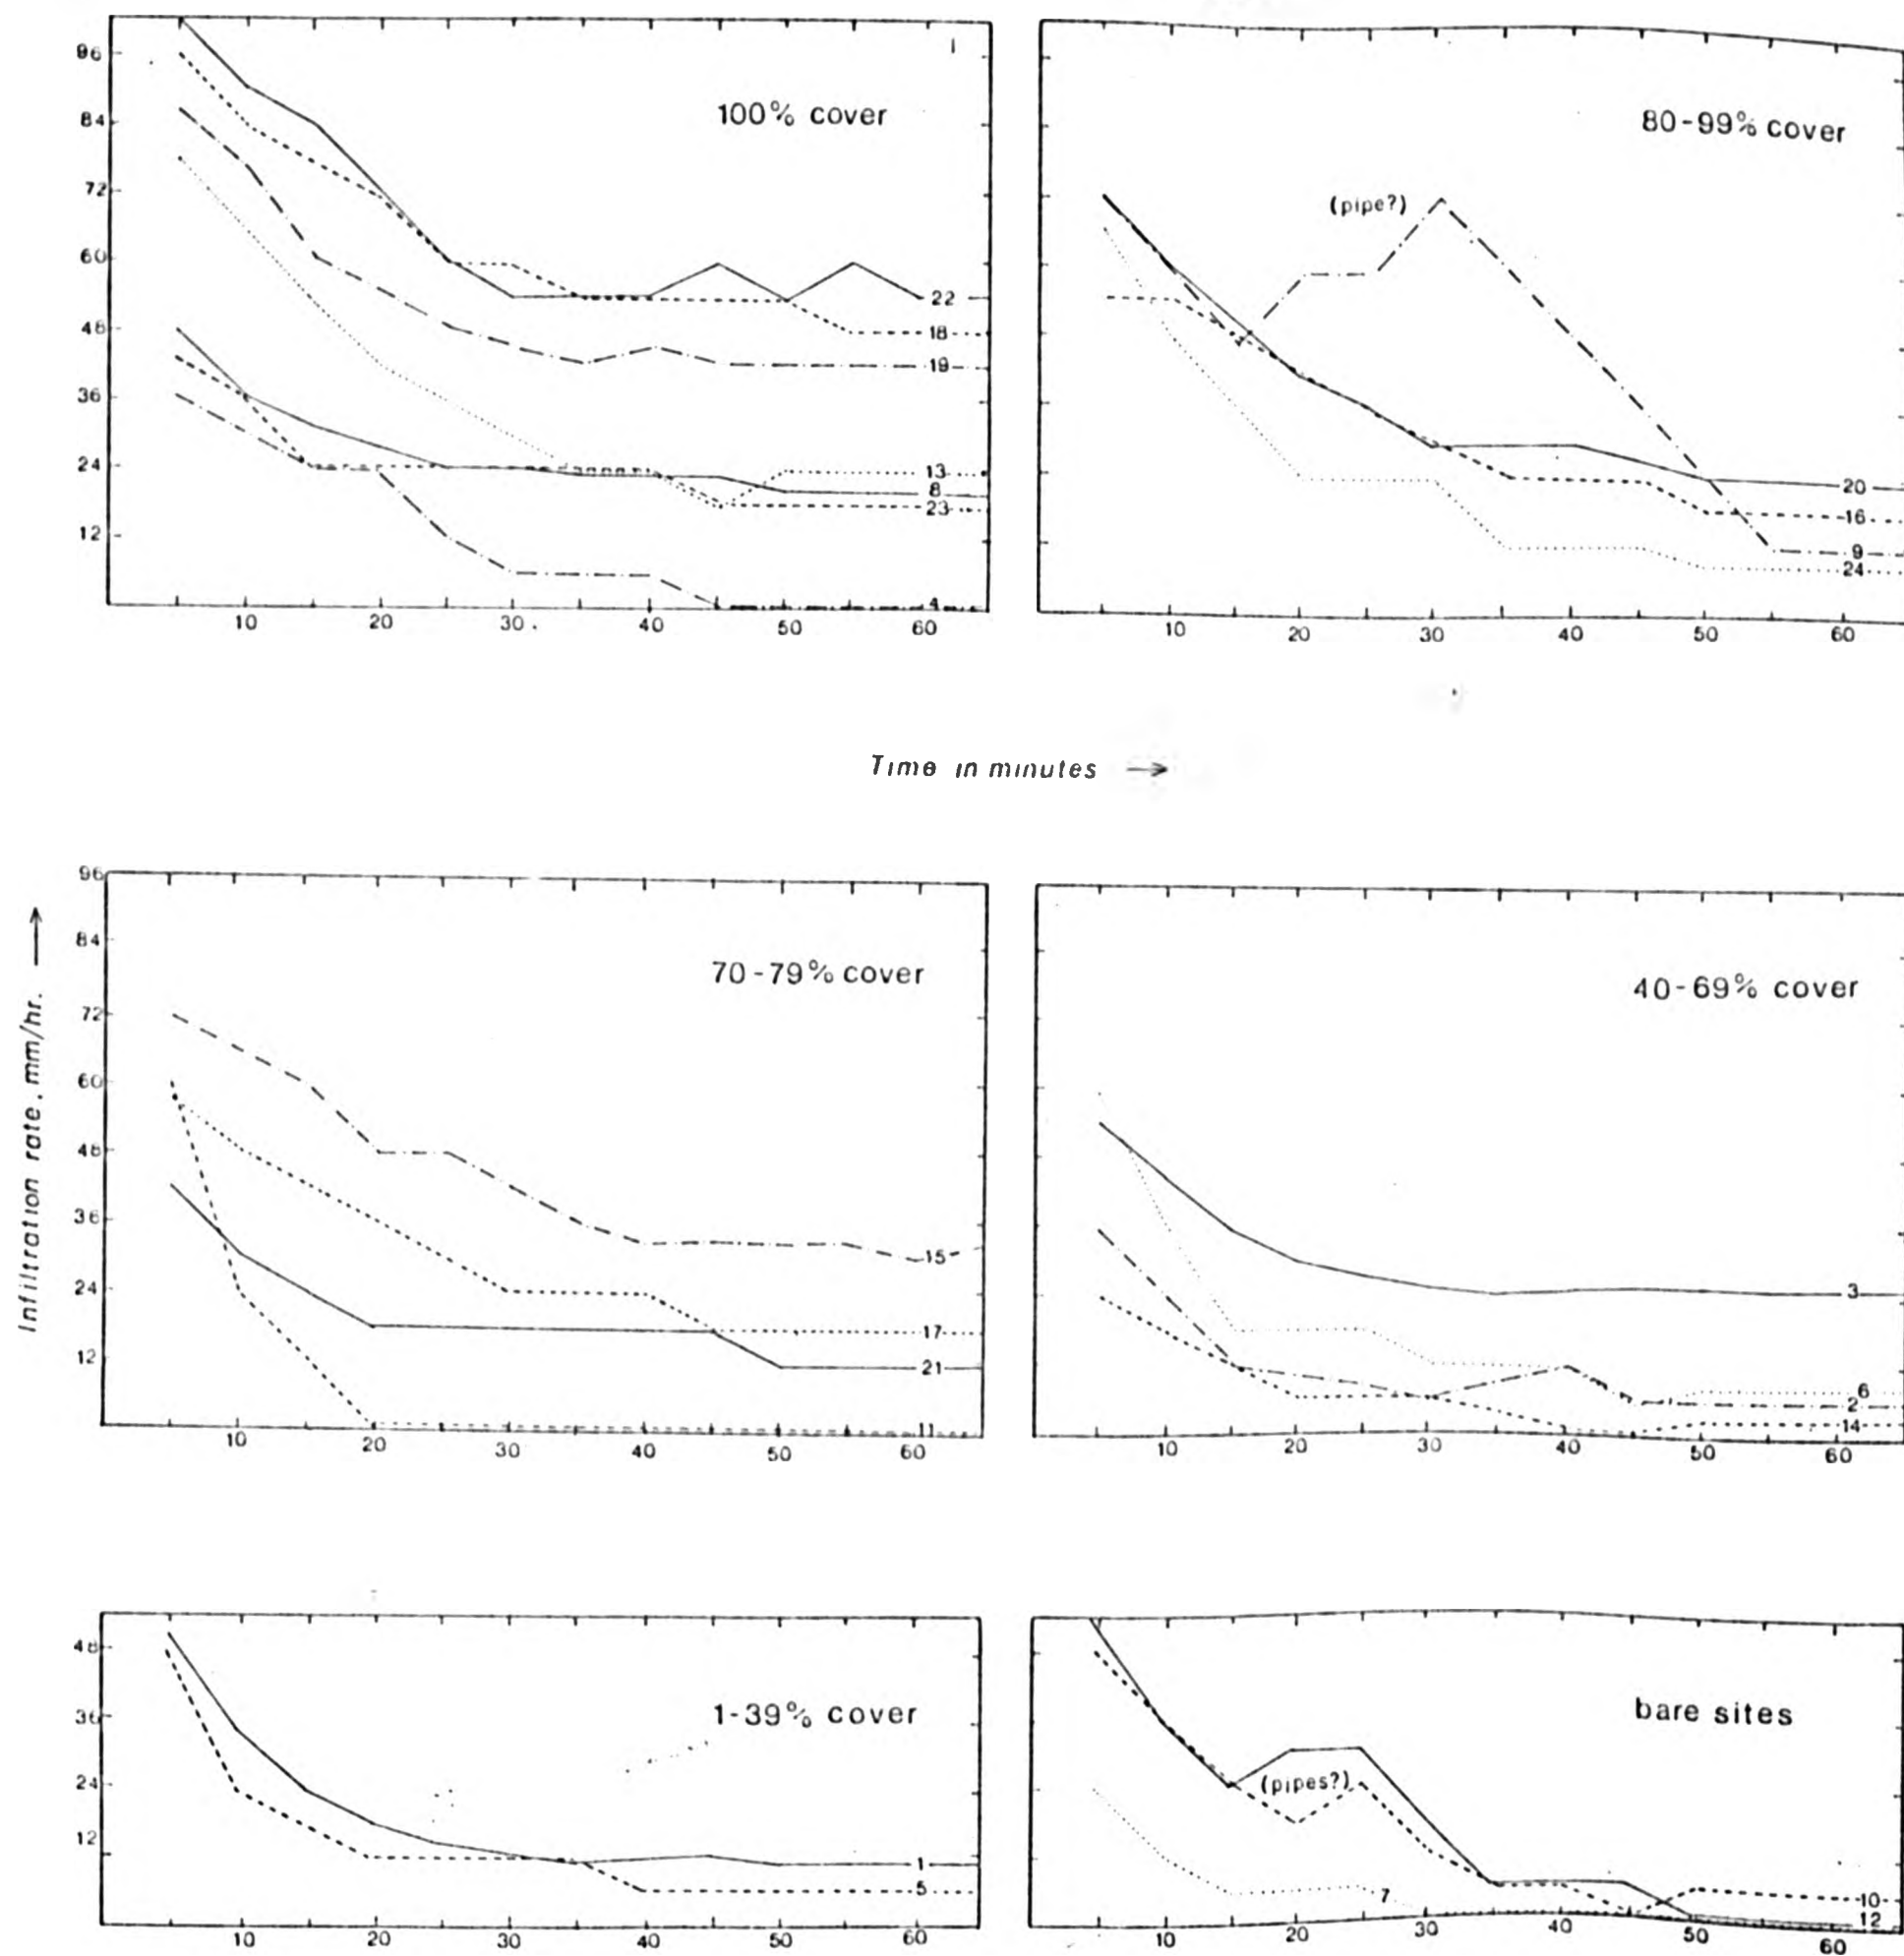 96
84
72
60
48
36
24
12
100% cover
22
18
19
13
8
23
4
10 20 30 40 50 60
80-99% cover
(pipe?)
20
16
9
24
10 20 30 40 50 60
Time in minutes →
Infiltration rate, mm/hr. →
96
84
72
60
48
36
24
12
70-79% cover
15
17
21
11
10 20 30 40 50 60
40-69% cover
3
6
2
14
10 20 30 40 50 60
48
36
24
12
1-39% cover
1
5
10 20 30 40 50 60
bare sites
(pipes?)
7
10
12
10 20 30 40 50 60